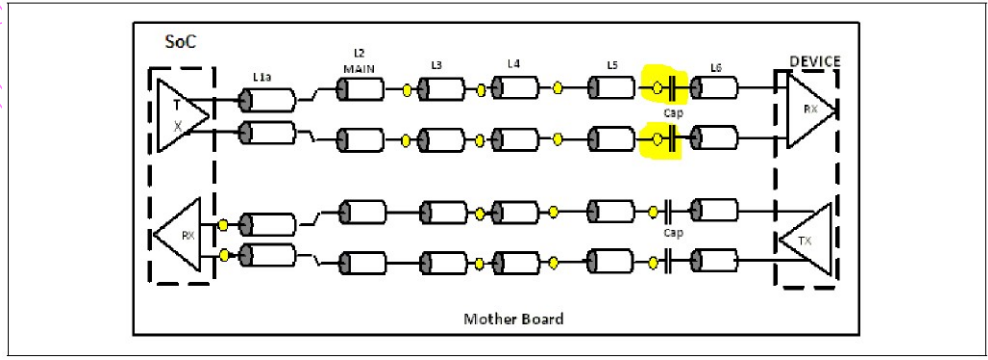 SoC
DEVICE
L1a
L2
MAIN
L3
L4
L5
L6
T
X
Cap
RX
RX
Cap
TX
Mother Board